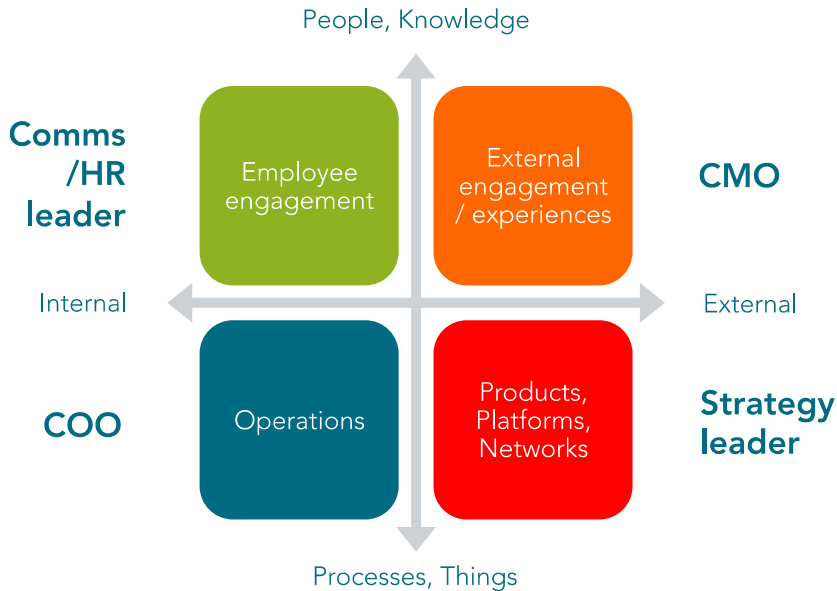 People, Knowledge
Comms
/HR
leader
Employee
engagement
External
engagement
/ experiences
CMO
Internal
External
COO
Operations
Products,
Platforms,
Networks
Strategy
leader
Processes, Things